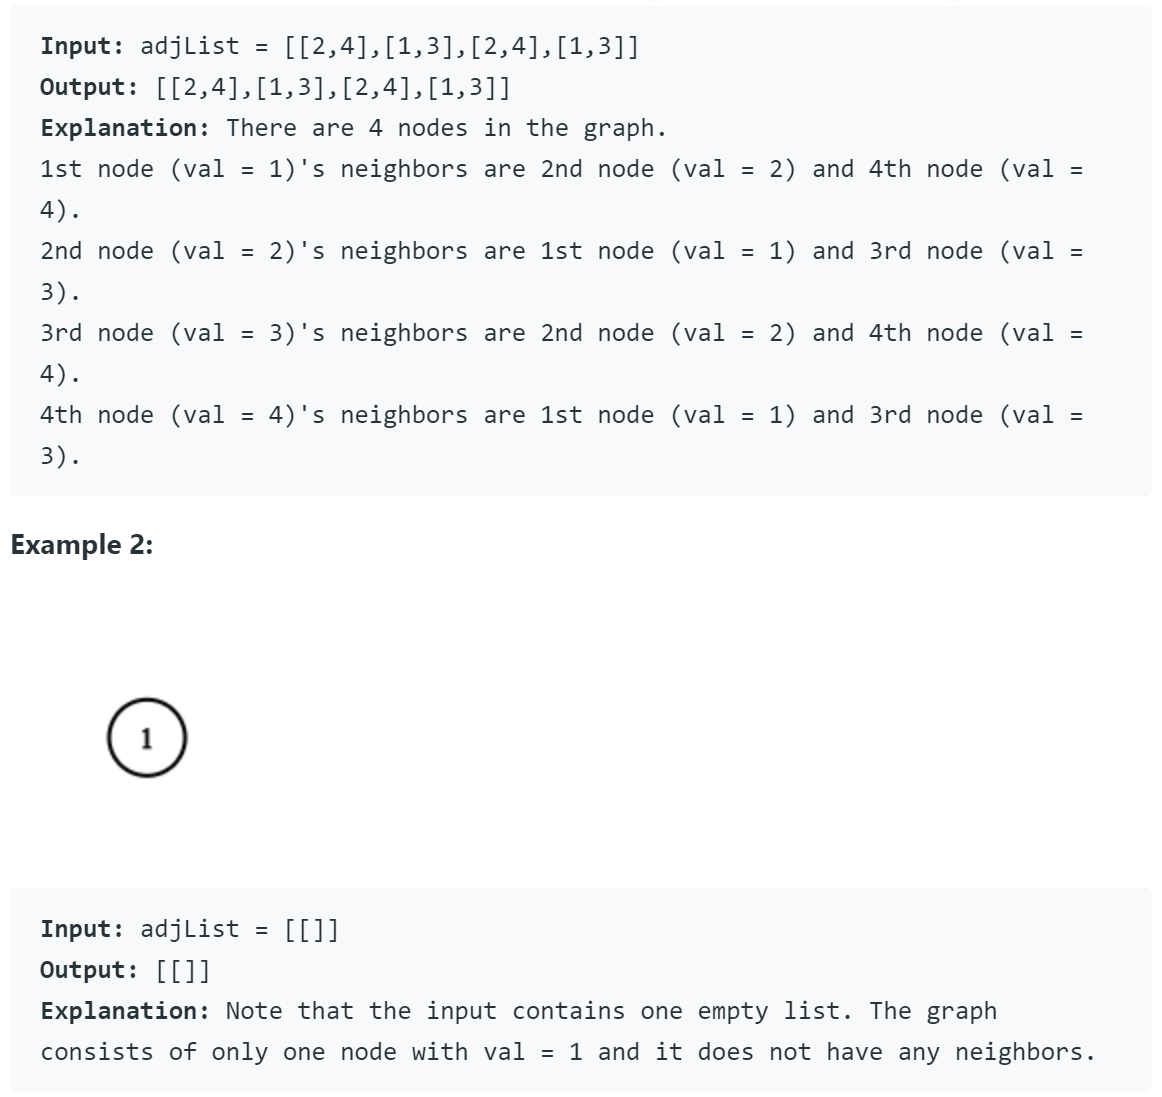 Input: adjList = [[2,4],[1,3],[2,4],[1,3]]
Output: [[2,4],[1,3],[2,4],[1,3]]
Explanation: There are 4 nodes in the graph.
1st node (val = 1)'s neighbors are 2nd node (val = 2) and 4th node (val =
4).
2nd node (val = 2)'s neighbors are 1st node (val = 1) and 3rd node (val =
3).
3rd node (val = 3)'s neighbors are 2nd node (val = 2) and 4th node (val =
4).
4th node (val = 4)'s neighbors are 1st node (val = 1) and 3rd node (val =
3).
Example 2:
1
Input: adjList = [[]]
Output: [[]]
Explanation: Note that the input contains one empty list. The graph
consists of only one node with val = 1 and it does not have any neighbors.